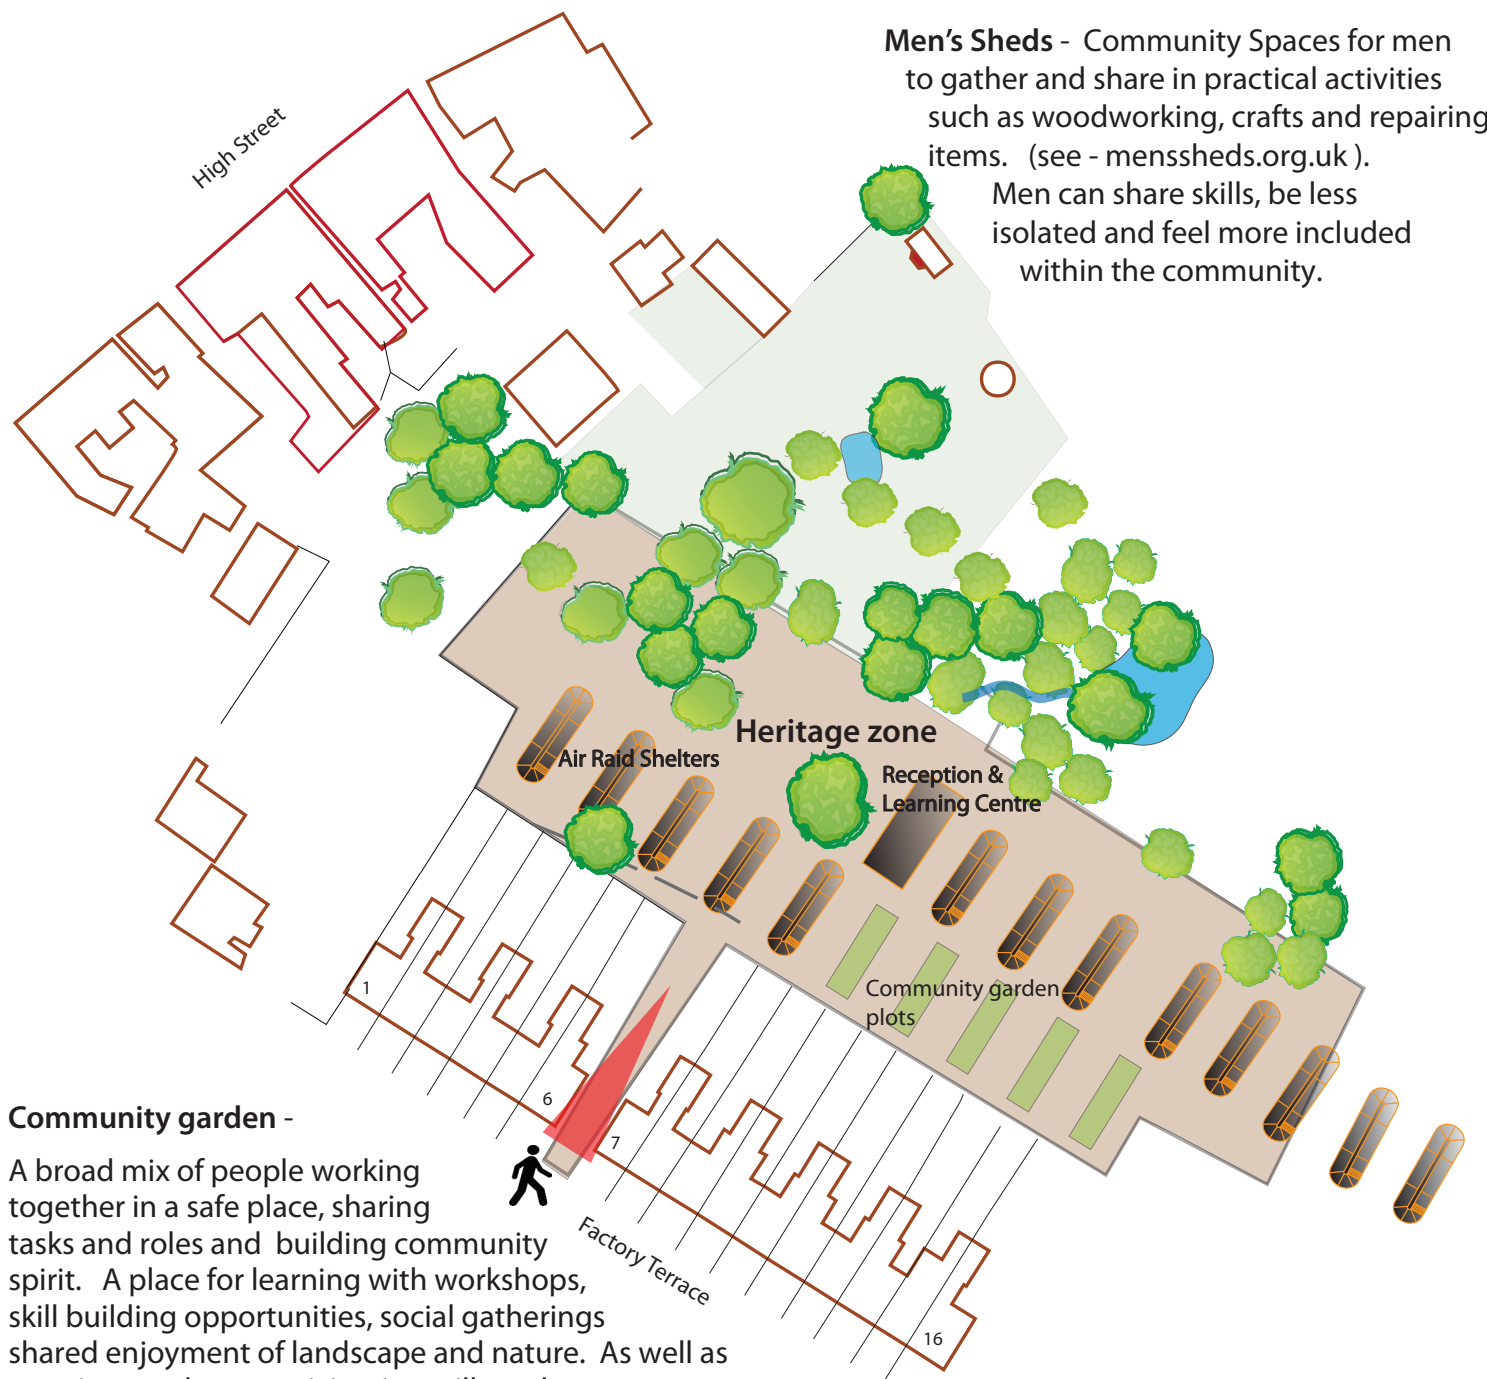 Men's Sheds -  Community Spaces for men
to gather and share in practical activities
such as woodworking, crafts and repairing
items.   (see - menssheds.org.uk ).
Men can share skills, be less
isolated and feel more included
within the community.
High Street
Heritage zone
Air Raid Shelters
Reception &
Learning Centre
Community garden
plots
1
6
7
16
Factory Terrace
Community garden -
A broad mix of people working
together in a safe place, sharing
tasks and roles and  building community
spirit.   A place for learning with workshops,
skill building opportunities, social gatherings
shared enjoyment of landscape and nature.  As well as